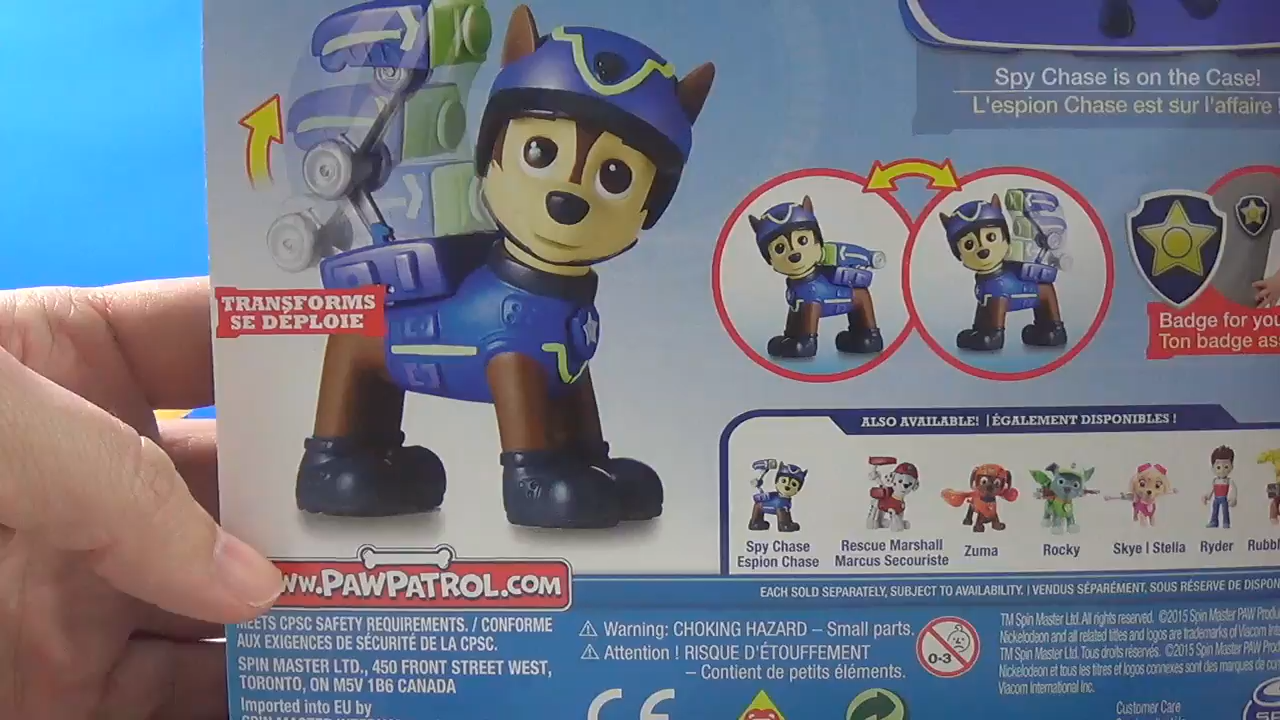 Spy Chase is on the Case!
L'espion Chase est sur l'affaire
TRANSFORMS
SE DÉPLOIE
Badge for you
Ton badge
ALSO AVAILABLE! | ÉGALEMENT DISPONIBLES !
Spy Chase
Espion Chase
Rescue Marshall
Marcus Secouriste
Zuma
Rocky
Skye | Stella
Ryder
WWW.PAWPATROL.COM
EACH SOLD SEPARATELY, SUBJECT TO AVAILABILITY. | VENDUS SÉPARÉMENT, SOUS RÉSERVE DE
MEETS CPSC SAFETY REQUIREMENTS. / CONFORME
AUX EXIGENCES DE SÉCURITÉ DE LA CPSC.
SPIN MASTER LTD., 450 FRONT STREET WEST,
TORONTO, ON M5V 1B6 CANADA
Imported into EU by
Warning: CHOKING HAZARD – Small parts.
Attention ! RISQUE D'ÉTOUFFEMENT
– Contient de petits éléments.
0-3
CE
TM Spin Master Ltd. All rights reserved. ©2015 Spin Master PAW
Nickelodeon and all related titles and logos are trademarks of Viacom
TM Spin Master Ltd. Tous droits réservés. ©2015 Spin Master PAW
Nickelodeon et tous les titres et logos connexes sont des marques de
Viacom International Inc.
Customer Care